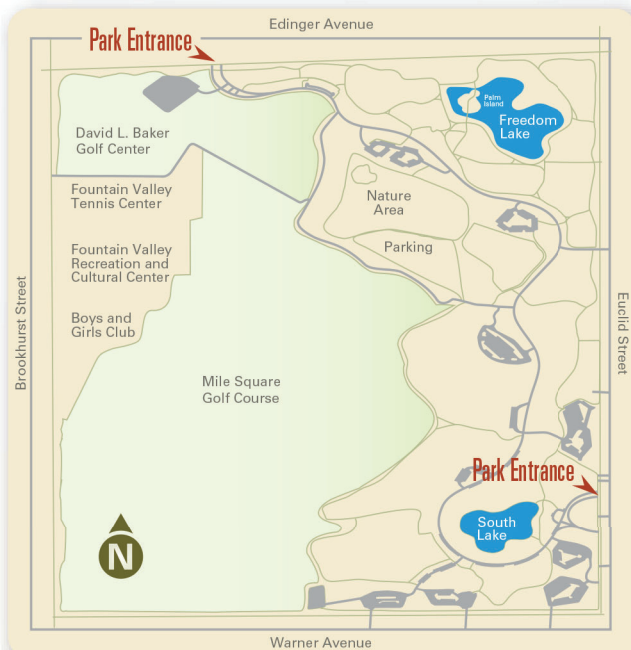 Edinger Avenue
Park Entrance
Palm
Island
Freedom
Lake
David L. Baker
Golf Center
Fountain Valley
Tennis Center
Nature
Area
Parking
Fountain Valley
Recreation and
Cultural Center
Boys and
Girls Club
Brookhurst Street
Euclid Street
Mile Square
Golf Course
Park Entrance
South
Lake
N
Warner Avenue